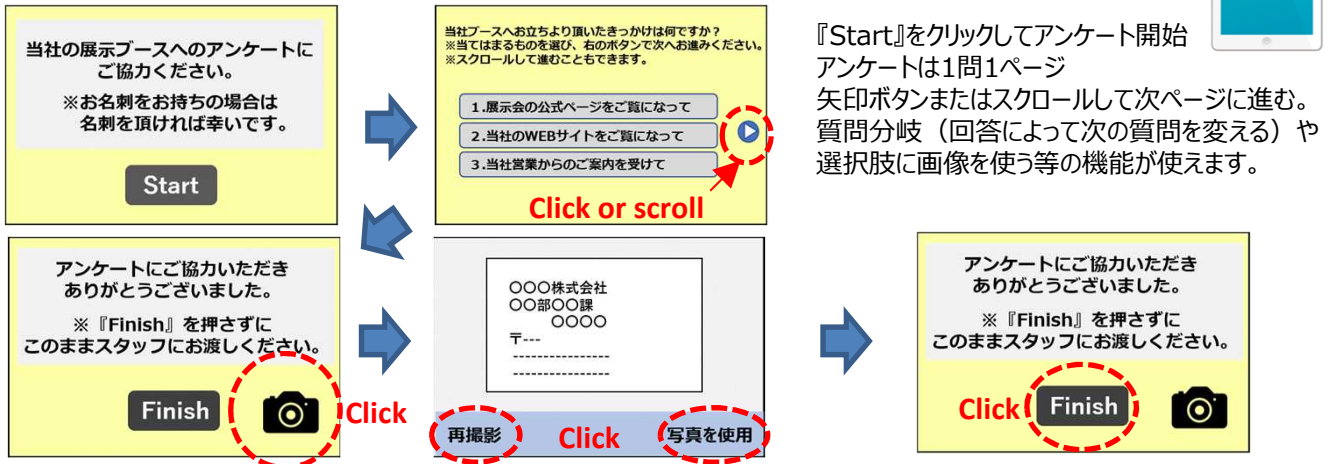 当社の展示ブースへのアンケートに
ご協力ください。
※お名刺をお持ちの場合は
名刺を頂ければ幸いです。
Start
当社ブースへお立ちより頂いたきっかけは何ですか？
※当てはまるものを選び、右のボタンで次へお進みください。
※スクロールして進むこともできます。
1.展示会の公式ページをご覧になって
2.当社のWEBサイトをご覧になって
3.当社営業からのご案内を受けて
Click or scroll
『Start』をクリックしてアンケート開始
アンケートは1問1ページ
矢印ボタンまたはスクロールして次ページに進む。
質問分岐（回答によって次の質問を変える）や
選択肢に画像を使う等の機能が使えます。
アンケートにご協力いただき
ありがとうございました。
※『Finish』を押さずに
このままスタッフにお渡しください。
Finish
Click
〇〇〇株式会社
〇〇部〇〇課
〇〇〇〇
〒---
----------------
----------------
再撮影
Click
写真を使用
アンケートにご協力いただき
ありがとうございました。
※『Finish』を押さずに
このままスタッフにお渡しください。
Click
Finish